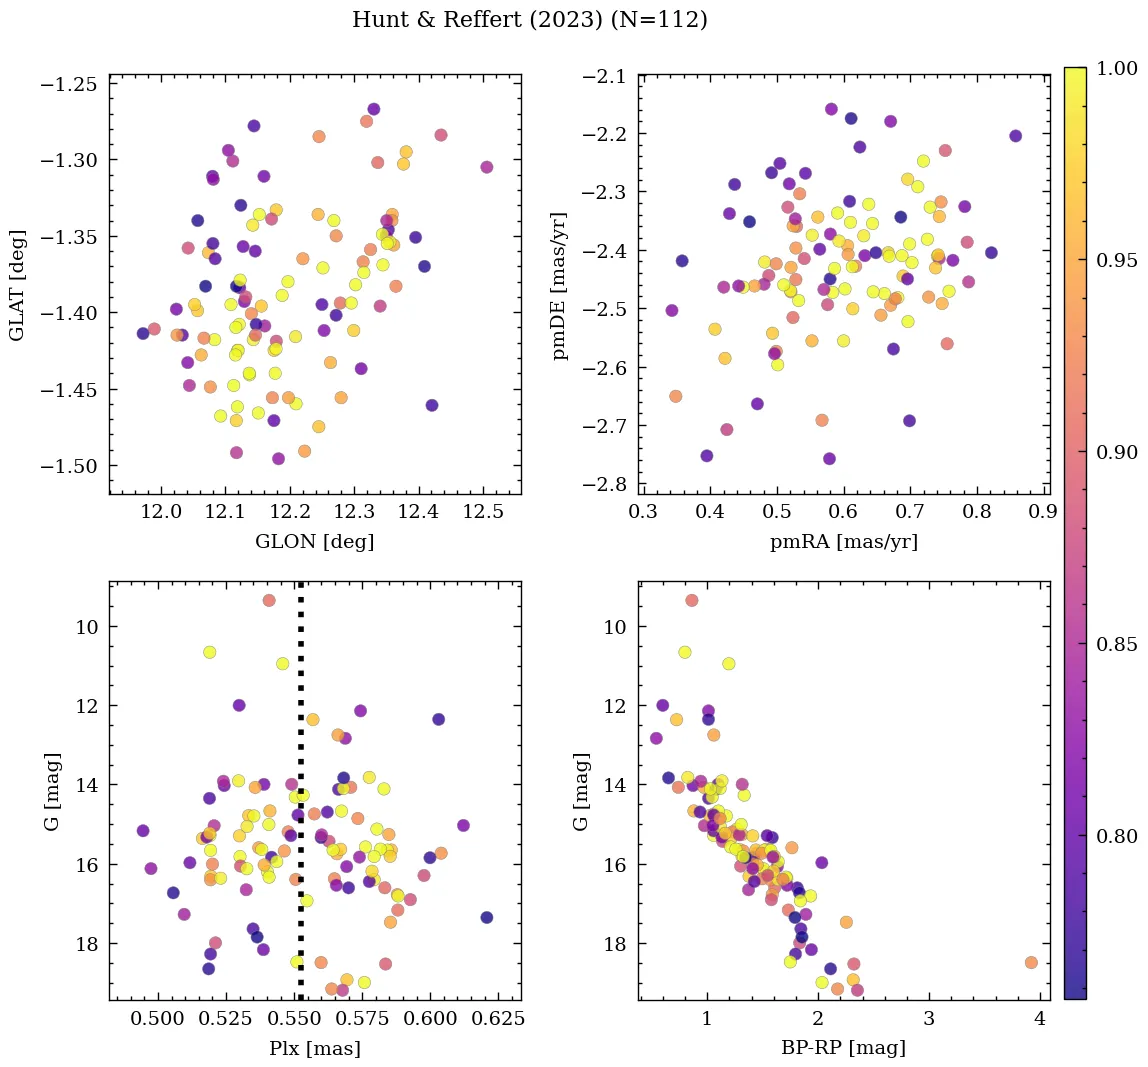 Hunt & Reffert (2023) (N=112)
−1.25
−1.30
−1.35
−1.40
−1.45
−1.50
GLAT [deg]
12.0 12.1 12.2 12.3 12.4 12.5
GLON [deg]
−2.1
−2.2
−2.3
−2.4
−2.5
−2.6
−2.7
−2.8
pmDE [mas/yr]
0.3 0.4 0.5 0.6 0.7 0.8 0.9
pmRA [mas/yr]
10
12
14
16
18
G [mag]
0.500 0.525 0.550 0.575 0.600 0.625
Plx [mas]
10
12
14
16
18
G [mag]
1 2 3 4
BP-RP [mag]
1.00
0.95
0.90
0.85
0.80